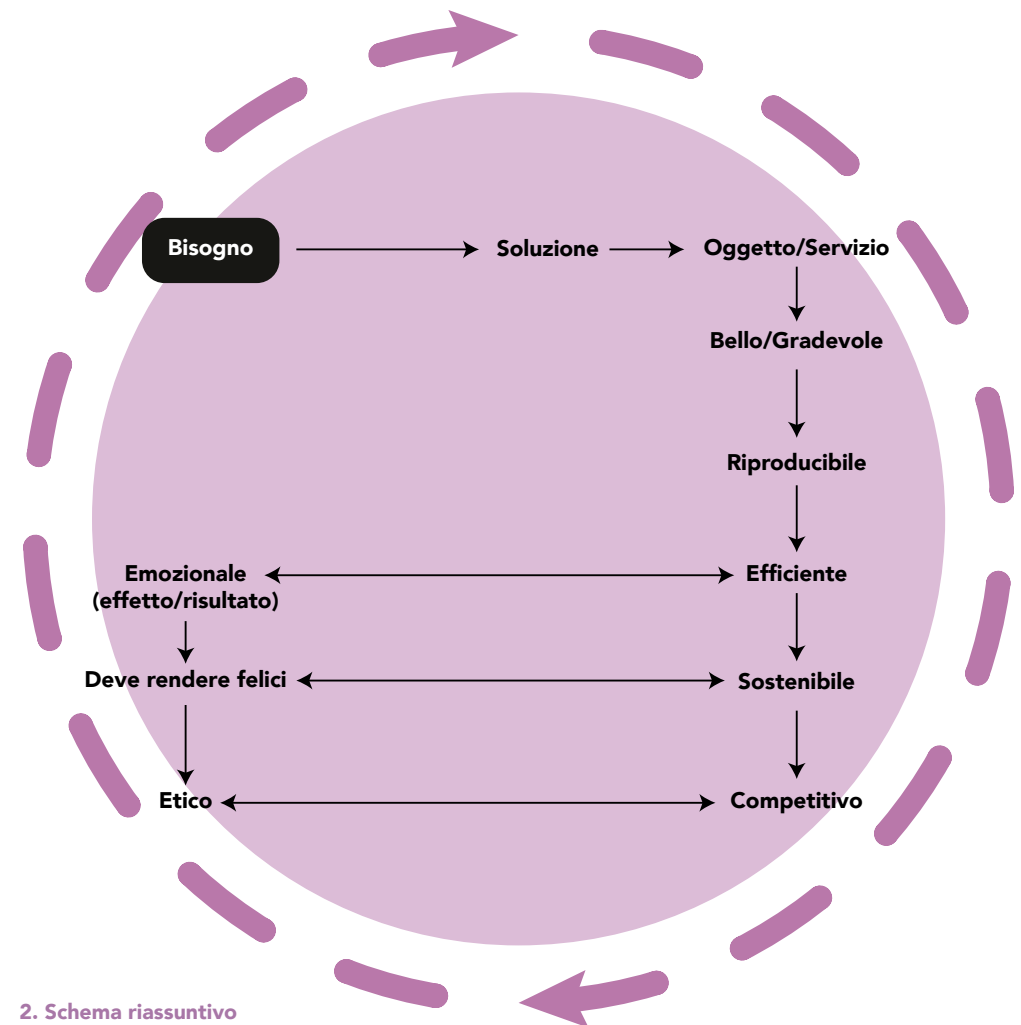 Bisogno
Soluzione
Oggetto/Servizio
Bello/Gradevole
Riproducibile
Emozionale
(effetto/risultato)
Efficiente
Deve rendere felici
Sostenibile
Etico
Competitivo
2. Schema riassuntivo